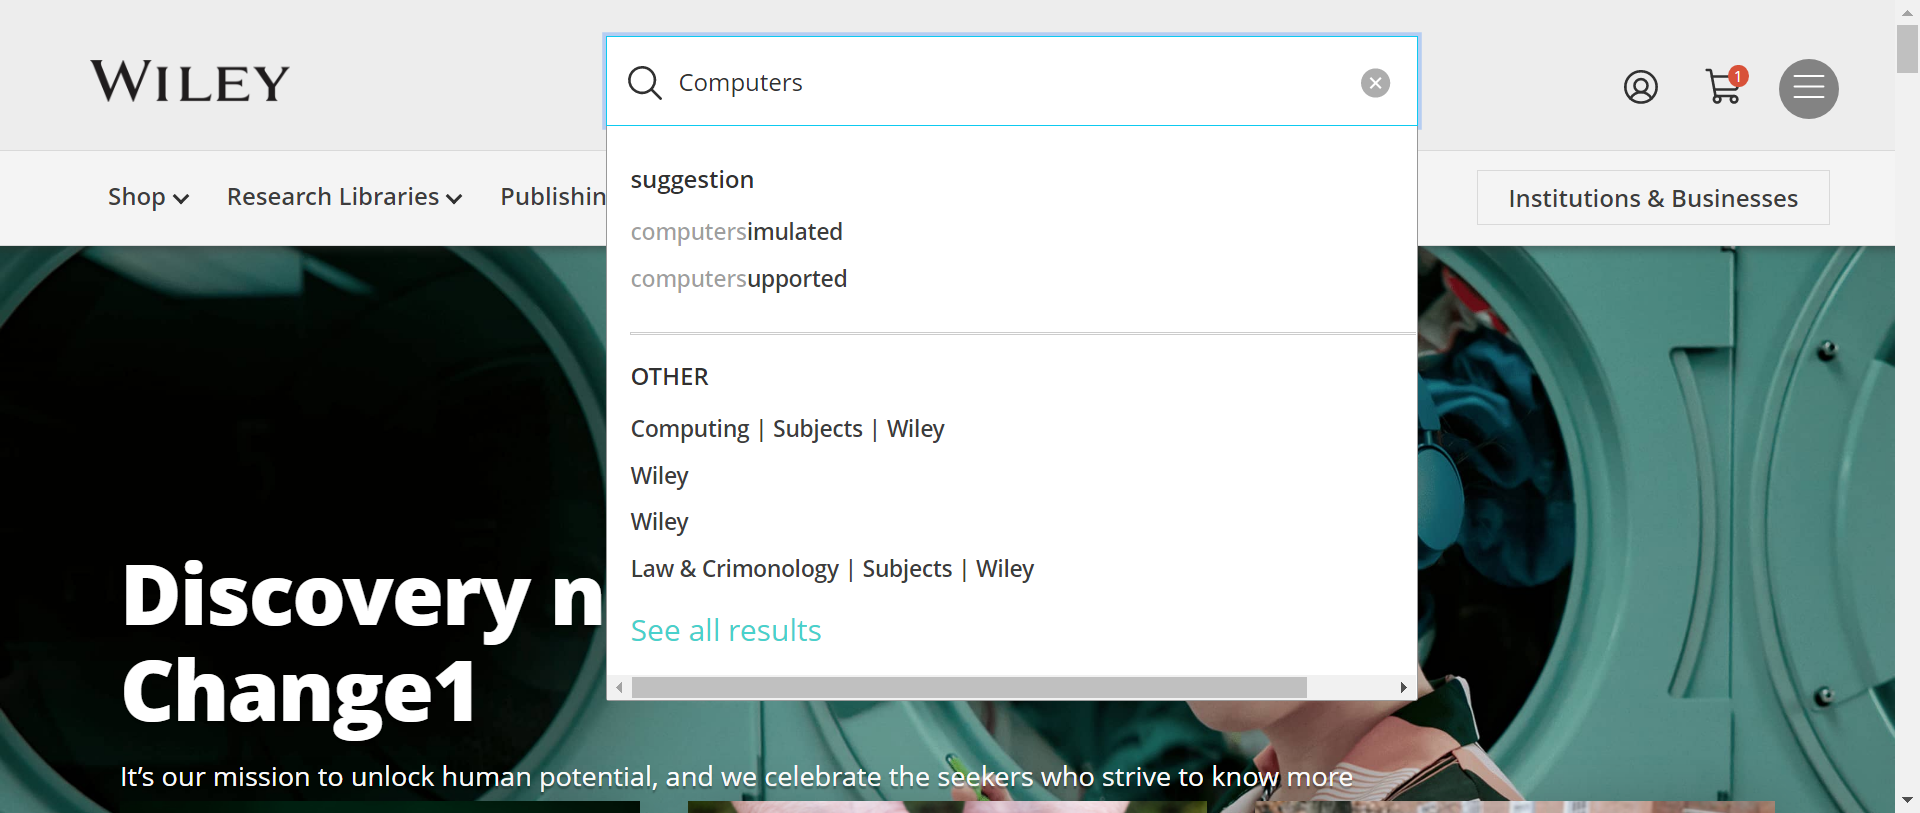 WILEY
Computers
1
Shop
Research Libraries
Publishin
Institutions & Businesses
suggestion
computersimulated
computersupported
OTHER
Computing | Subjects | Wiley
Wiley
Wiley
Law & Crimonology | Subjects | Wiley
See all results
Discovery n
Change1
It’s our mission to unlock human potential, and we celebrate the seekers who strive to know more